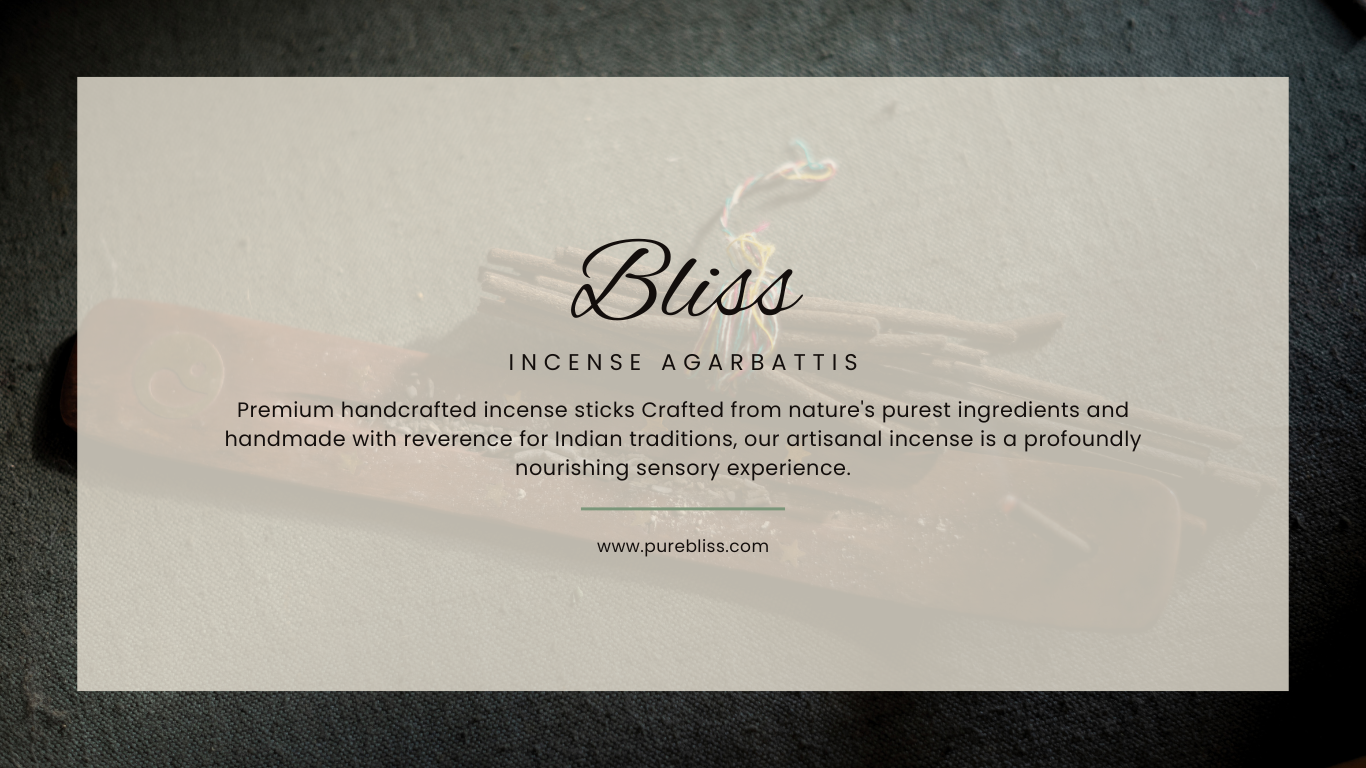 Bliss
INCENSE AGARBATTIS
Premium handcrafted incense sticks Crafted from nature's purest ingredients and
handmade with reverence for Indian traditions, our artisanal incense is a profoundly
nourishing sensory experience.
www.purebliss.com